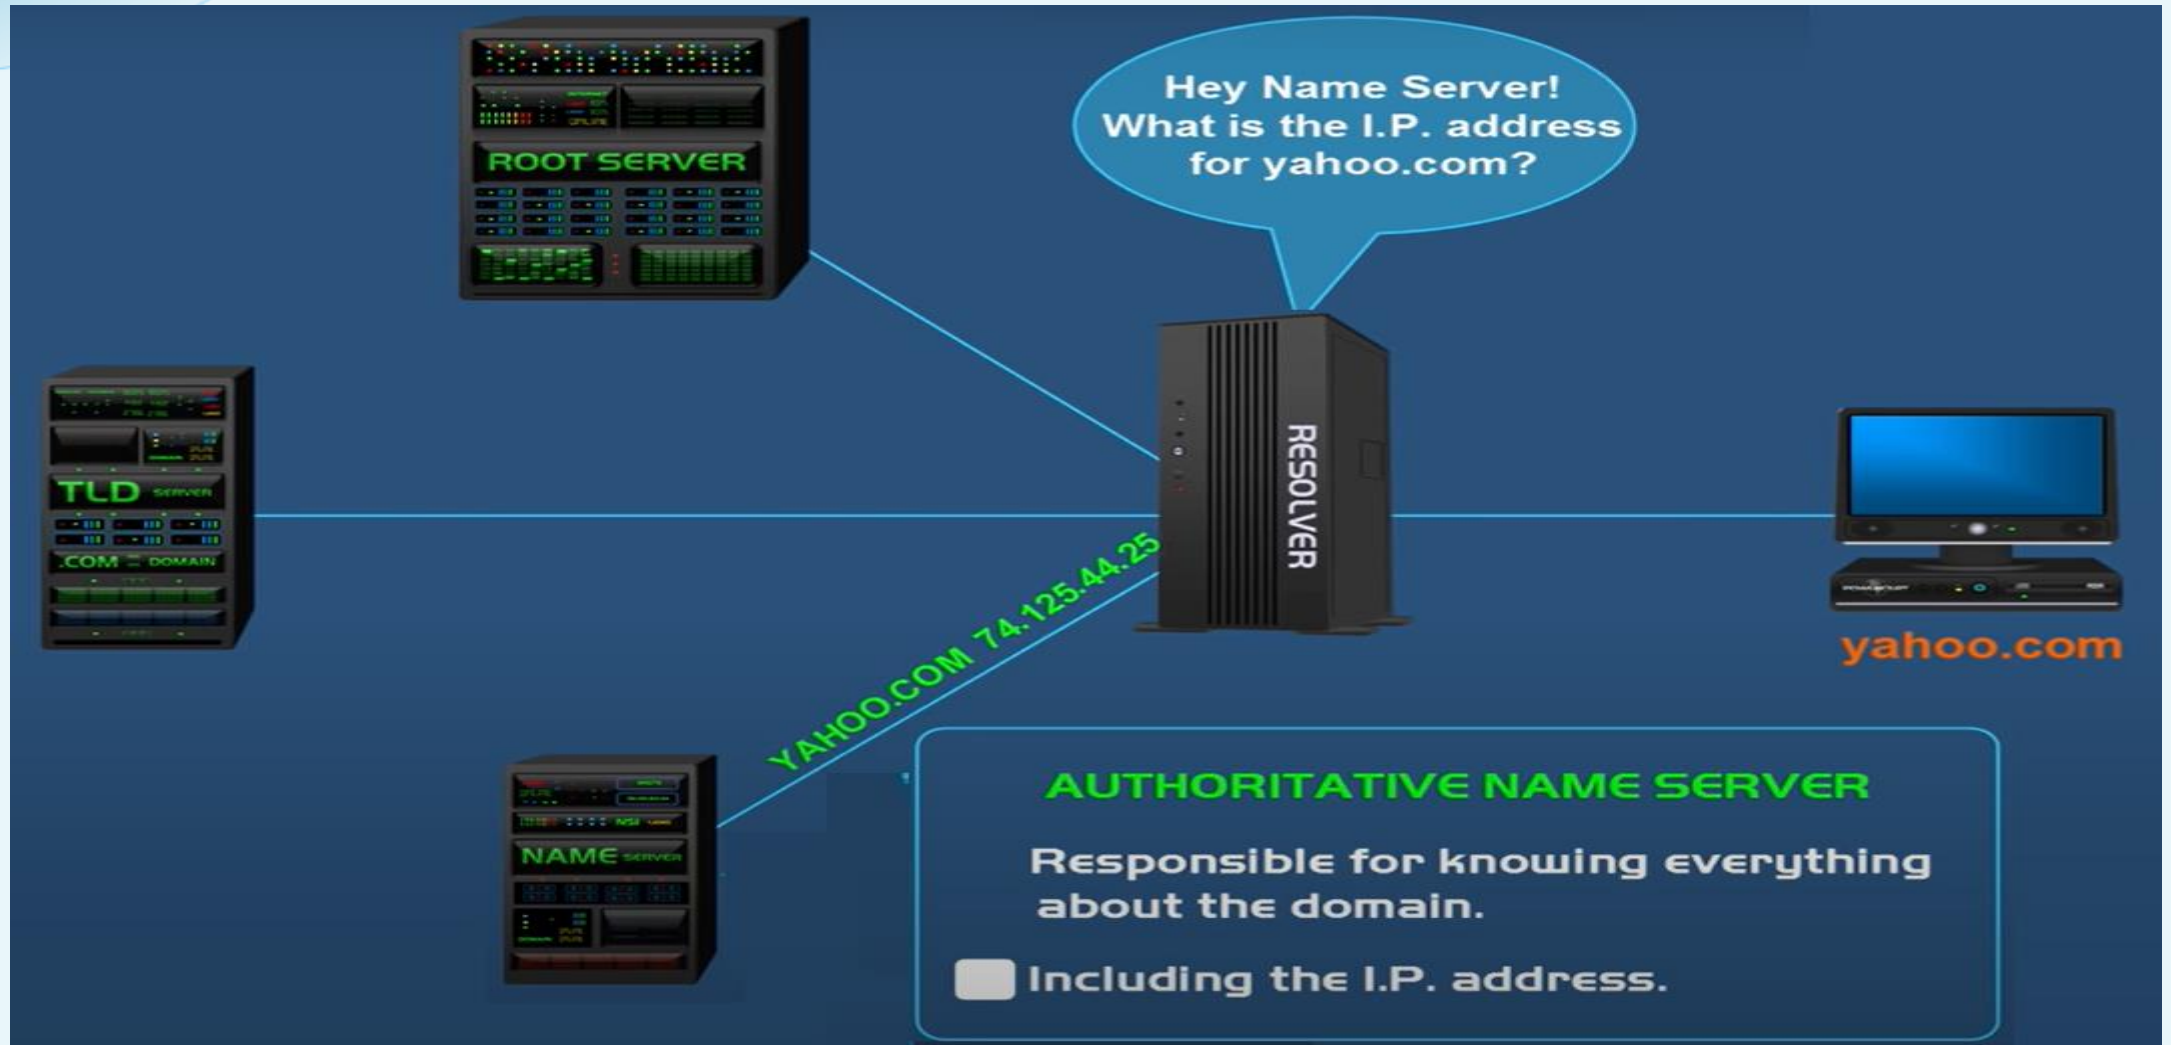 Hey Name Server!
What is the I.P. address
for yahoo.com?
ROOT SERVER
RESOLVER
TLD SERVER
.COM DOMAIN
yahoo.com
YAHOO.COM 74.125.44.25
NAME SERVER
AUTHORITATIVE NAME SERVER
Responsible for knowing everything
about the domain.
Including the I.P. address.